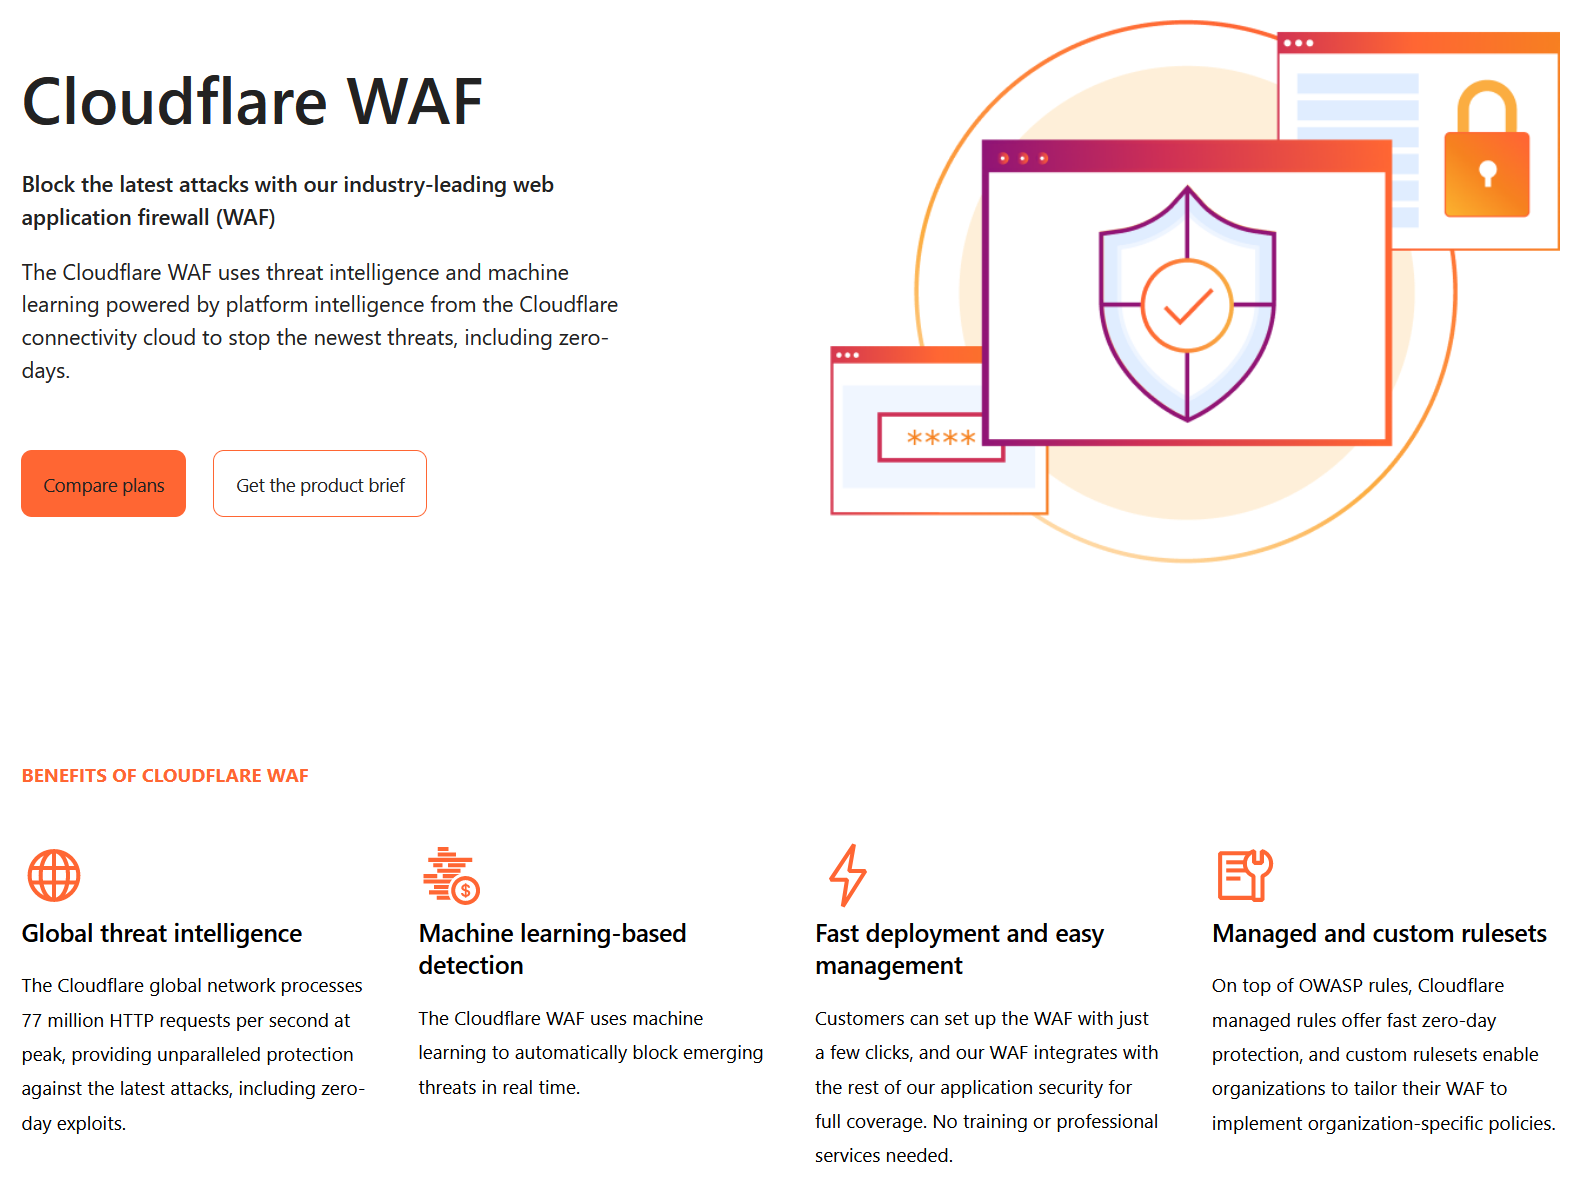 Cloudflare WAF
Block the latest attacks with our industry-leading web
application firewall (WAF)
The Cloudflare WAF uses threat intelligence and machine
learning powered by platform intelligence from the Cloudflare
connectivity cloud to stop the newest threats, including zero-
days.
Compare plans
Get the product brief
****
BENEFITS OF CLOUDFLARE WAF
$
Global threat intelligence
The Cloudflare global network processes
77 million HTTP requests per second at
peak, providing unparalleled protection
against the latest attacks, including zero-
day exploits.
Machine learning-based
detection
The Cloudflare WAF uses machine
learning to automatically block emerging
threats in real time.
Fast deployment and easy
management
Customers can set up the WAF with just
a few clicks, and our WAF integrates with
the rest of our application security for
full coverage. No training or professional
services needed.
Managed and custom rulesets
On top of OWASP rules, Cloudflare
managed rules offer fast zero-day
protection, and custom rulesets enable
organizations to tailor their WAF to
implement organization-specific policies.